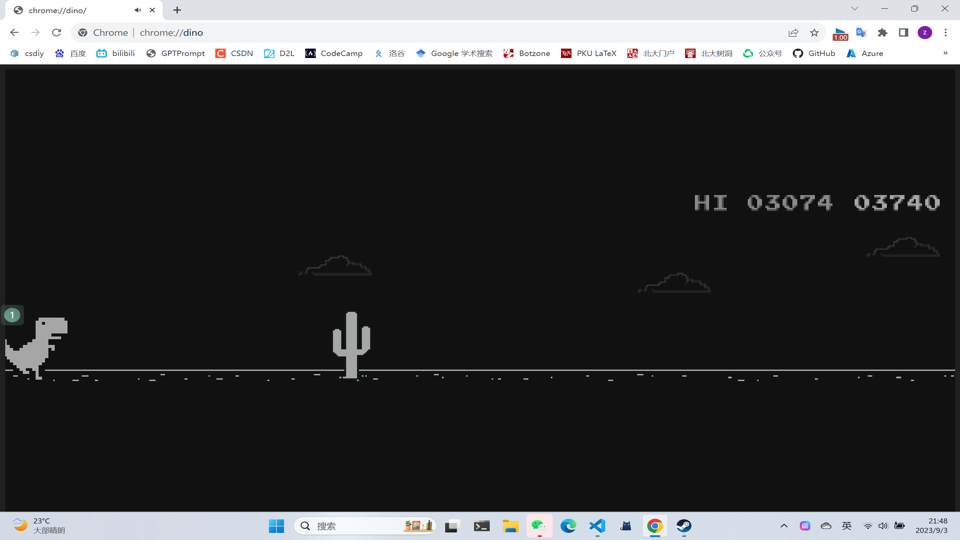 chrome://dino/
Chrome | chrome://dino
1.00
z
csdiy 百度 bilibili GPTPrompt CSDN D2L CodeCamp 洛谷 Google 学术搜索 Botzone PKU LaTeX 北大门户 北大树洞 公众号 GitHub Azure »
HI 03074 03740
1
23°C
大部晴朗
搜索
英
21:48
2023/9/3